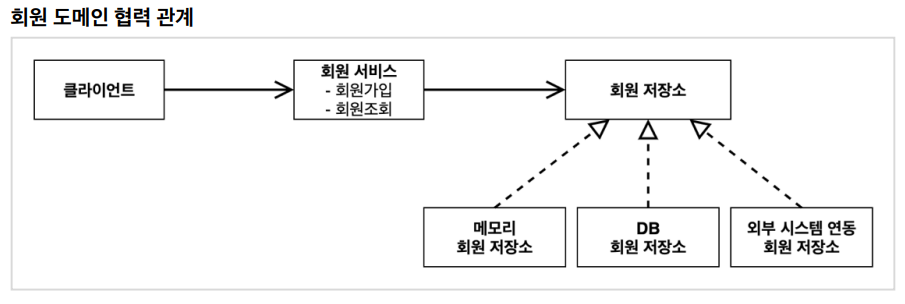 회원 도메인 협력 관계
클라이언트
회원 서비스
- 회원가입
- 회원조회
회원 저장소
메모리
회원 저장소
DB
회원 저장소
외부 시스템 연동
회원 저장소